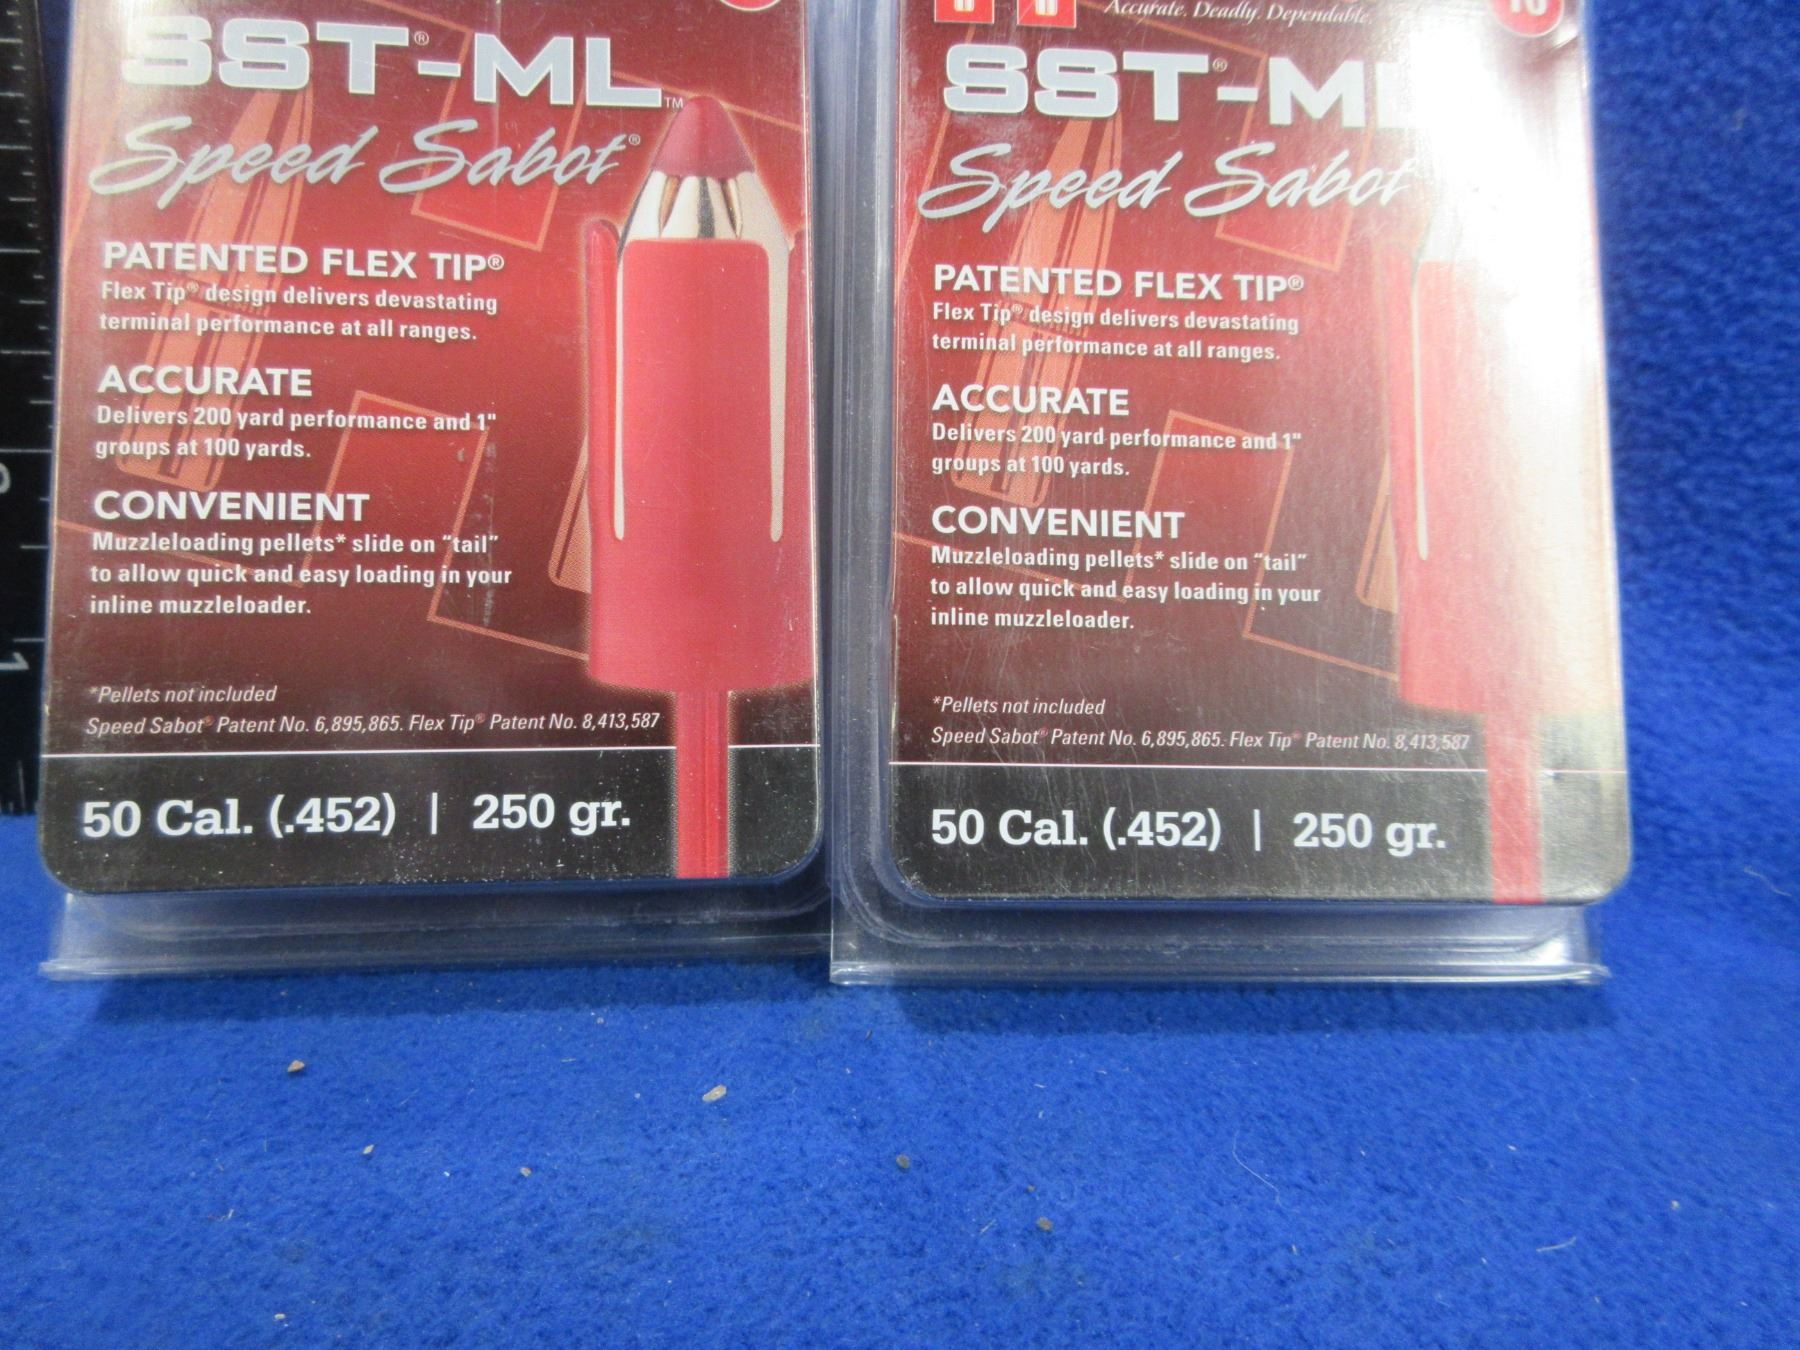 SST®-ML™
Speed Sabot®
PATENTED FLEX TIP®
Flex Tip® design delivers devastating
terminal performance at all ranges.
ACCURATE
Delivers 200 yard performance and 1"
groups at 100 yards.
CONVENIENT
Muzzleloading pellets* slide on “tail”
to allow quick and easy loading in your
inline muzzleloader.
*Pellets not included
Speed Sabot® Patent No. 6,895,865. Flex Tip® Patent No. 8,413,587
50 Cal. (.452) | 250 gr.
Accurate. Deadly. Dependable.
SST®-ML
Speed Sabot
PATENTED FLEX TIP®
Flex Tip® design delivers devastating
terminal performance at all ranges.
ACCURATE
Delivers 200 yard performance and 1"
groups at 100 yards.
CONVENIENT
Muzzleloading pellets* slide on “tail”
to allow quick and easy loading in your
inline muzzleloader.
*Pellets not included
Speed Sabot® Patent No. 6,895,865. Flex Tip® Patent No. 8,413,587
50 Cal. (.452) | 250 gr.
1